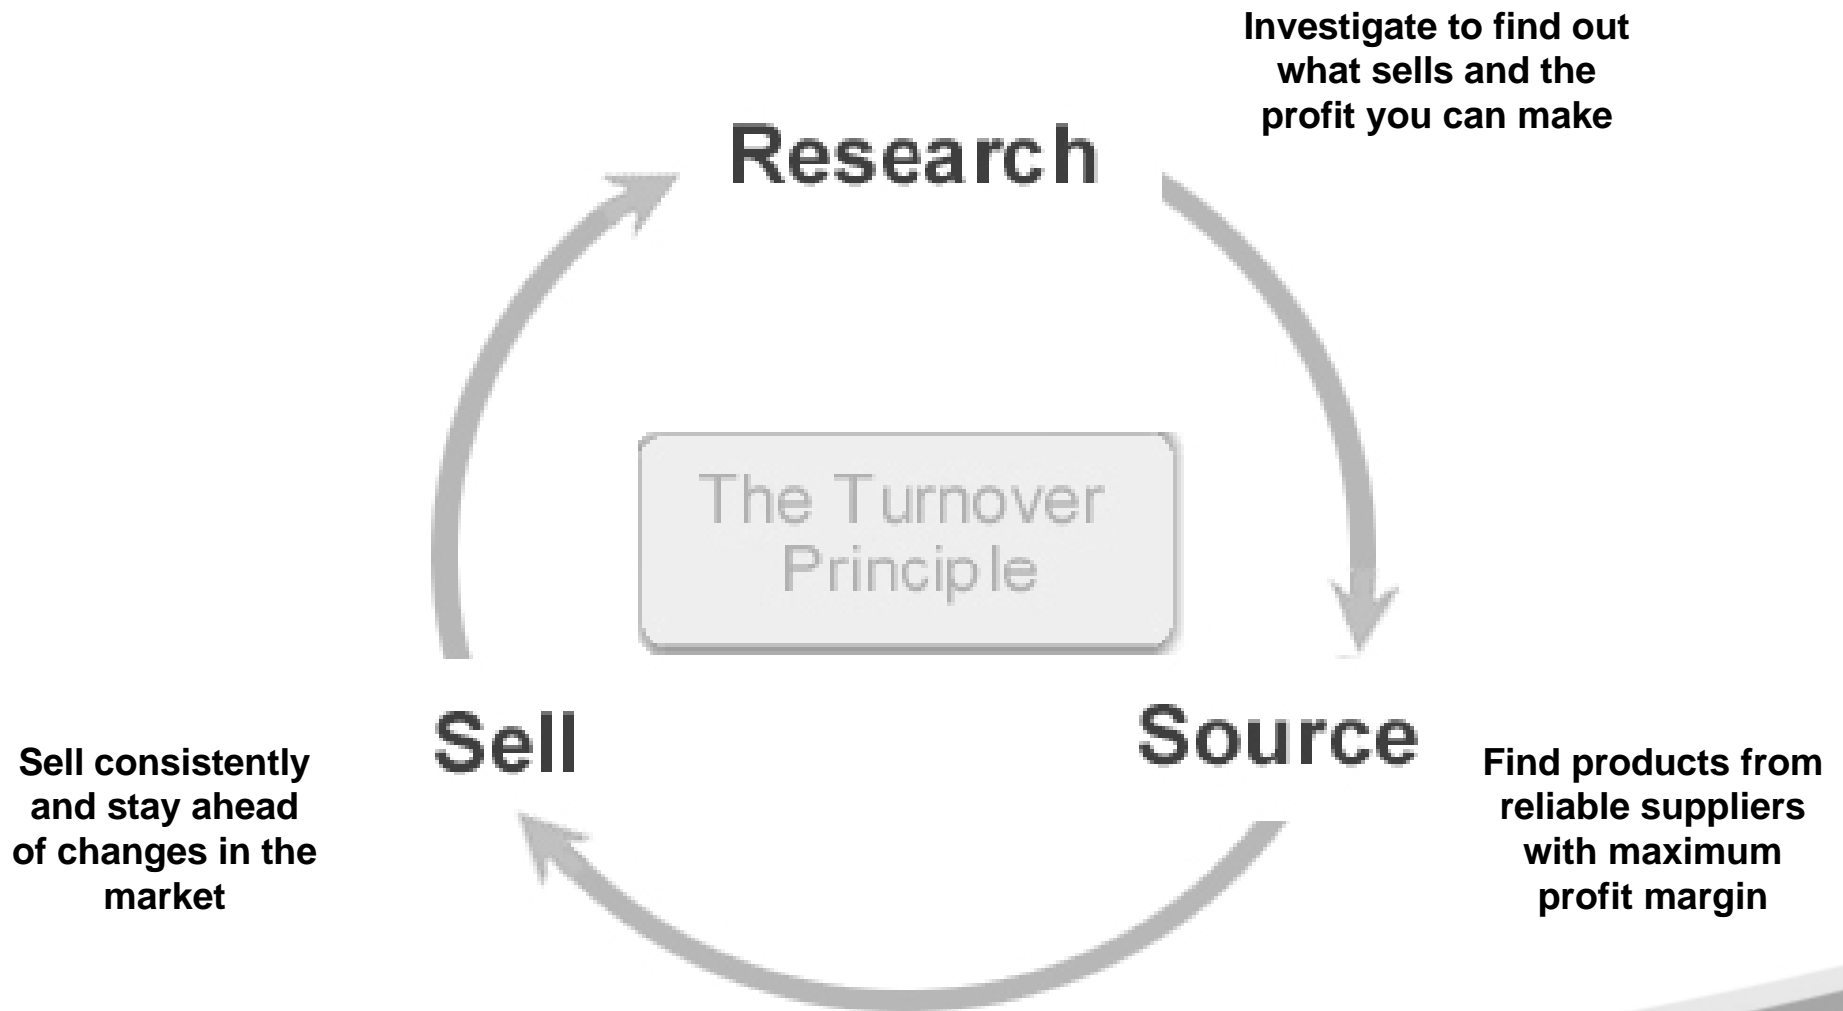 Investigate to find out
what sells and the
profit you can make
Research
The Turnover
Principle
Sell
Source
Sell consistently
and stay ahead
of changes in the
market
Find products from
reliable suppliers
with maximum
profit margin